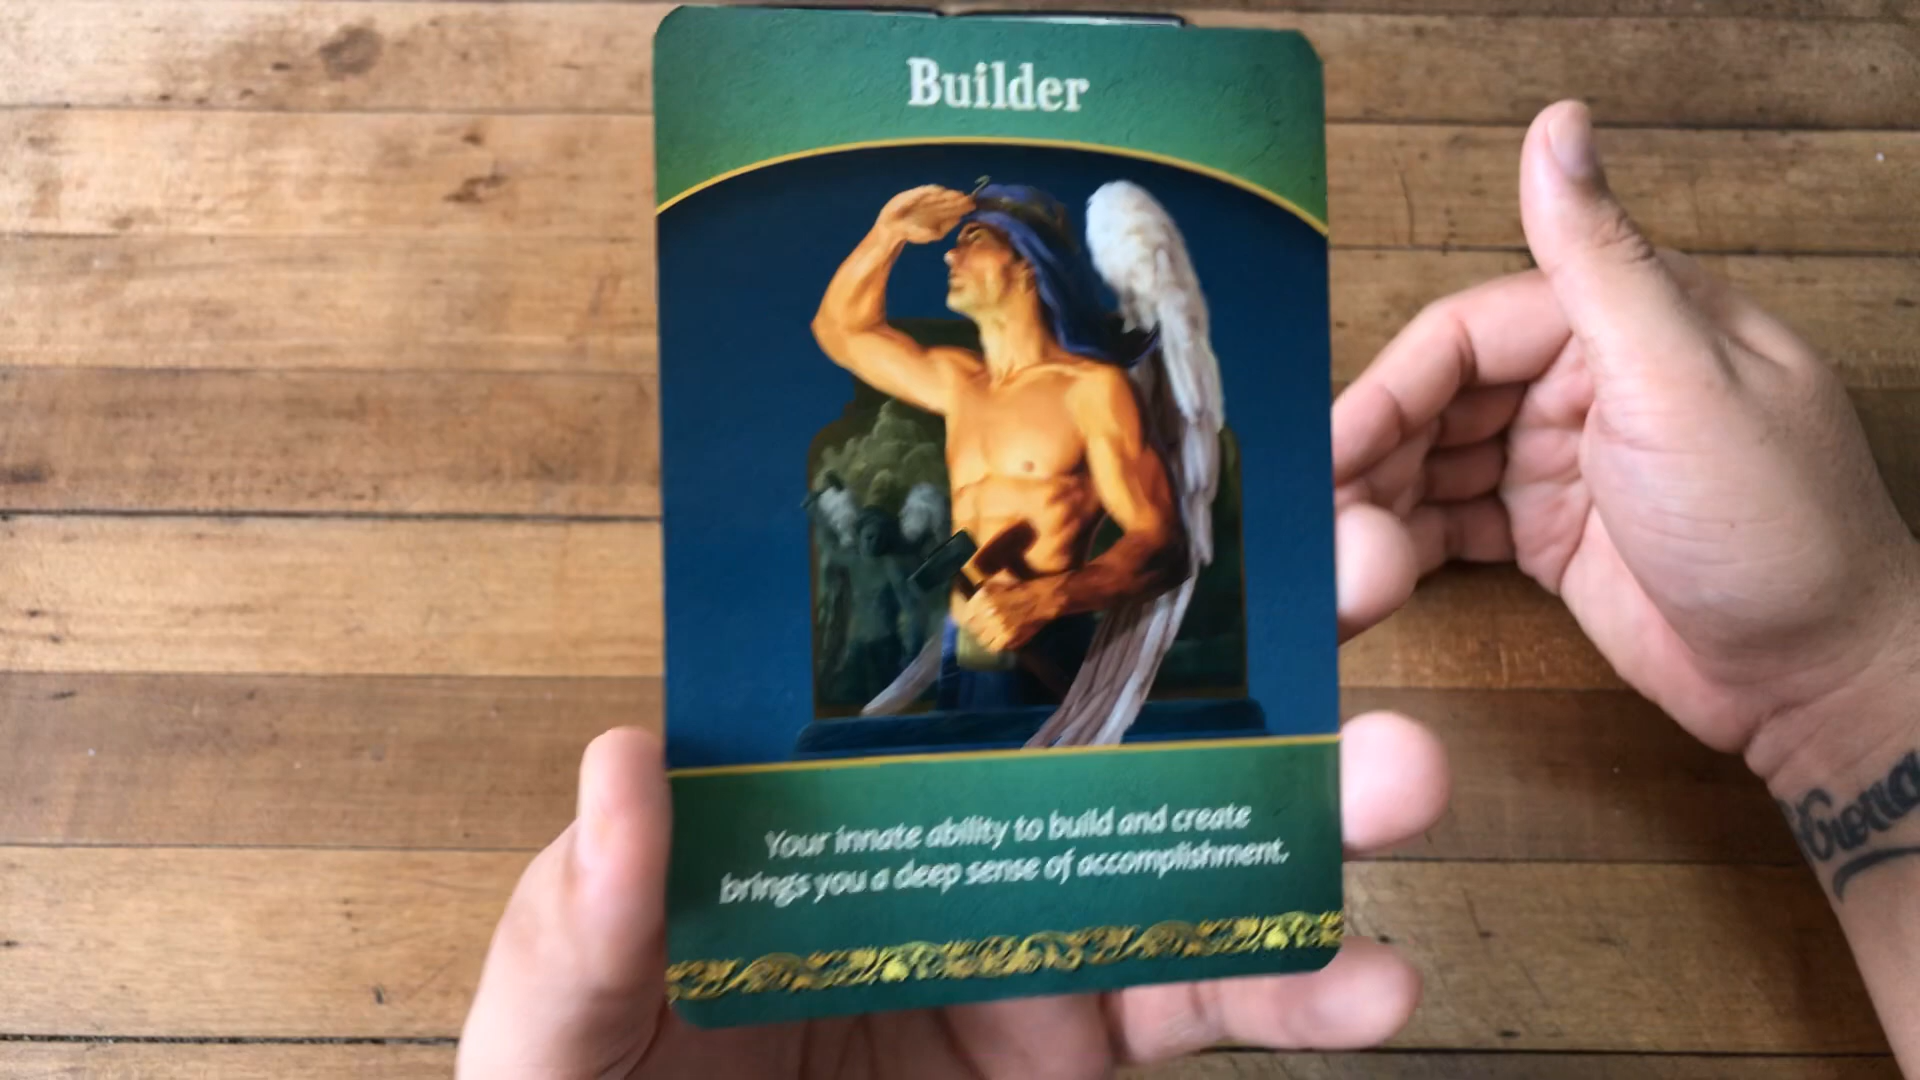 Builder
Your innate ability to build and create
brings you a deep sense of accomplishment.